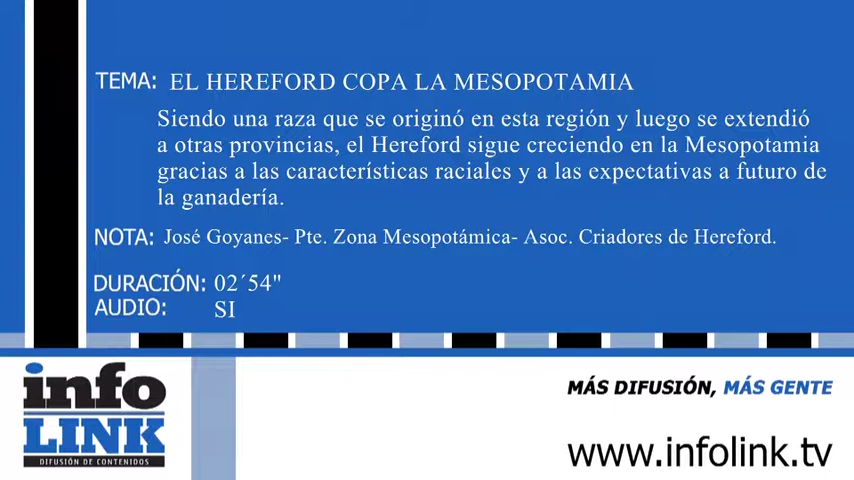 TEMA: EL HEREFORD COPA LA MESOPOTAMIA
Siendo una raza que se originó en esta región y luego se extendió
a otras provincias, el Hereford sigue creciendo en la Mesopotamia
gracias a las características raciales y a las expectativas a futuro de
la ganadería.
NOTA: José Goyanes- Pte. Zona Mesopotámica- Asoc. Criadores de Hereford.
DURACIÓN: 02´54"
AUDIO: SI
info
LINK
DIFUSIÓN DE CONTENIDOS
MÁS DIFUSIÓN, MÁS GENTE
www.infolink.tv